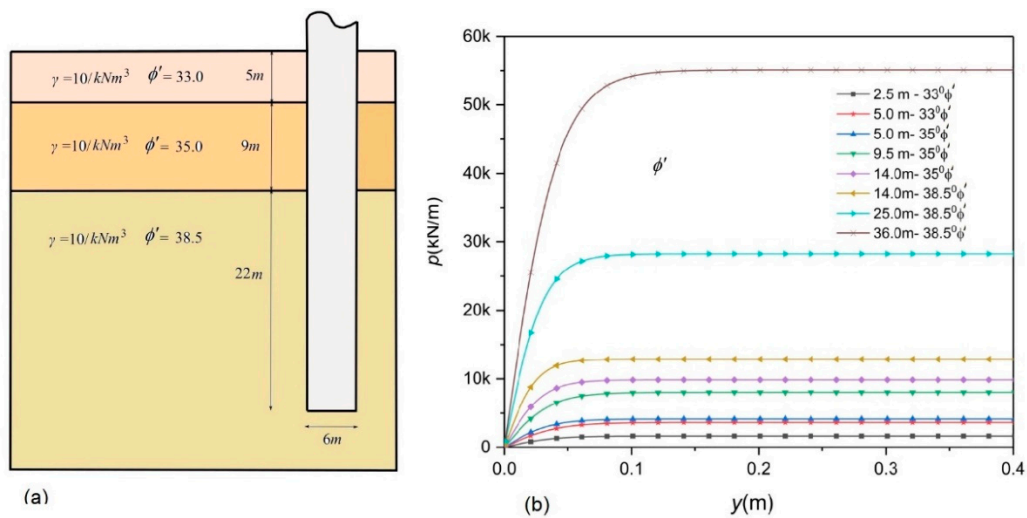 γ =10/kNm³ ϕ′ = 33.0 5m
γ =10/kNm³ ϕ′ = 35.0 9m
γ =10/kNm³ ϕ′ = 38.5
22m
6m
(a)
60k
50k
40k
30k
20k
10k
0
p(kN/m)
ϕ′
2.5 m - 33⁰ϕ′
5.0 m- 33⁰ϕ′
5.0 m- 35⁰ϕ′
9.5 m- 35⁰ϕ′
14.0m- 35⁰ϕ′
14.0m- 38.5⁰ϕ′
25.0m- 38.5⁰ϕ′
36.0m- 38.5⁰ϕ′
0.0 0.1 0.2 0.3 0.4
(b) y(m)